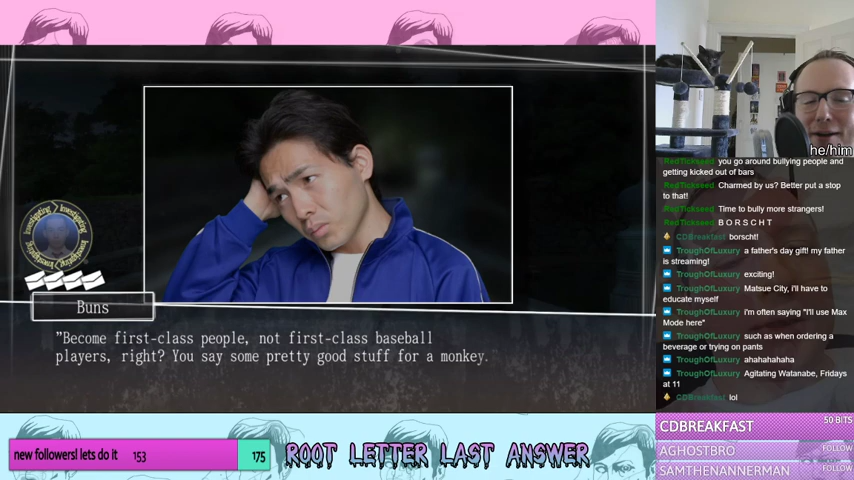 he/him
RedTickseed you go around bullying people and
getting kicked out of bars
RedTickseed Charmed by us? Better put a stop
to that!
RedTickseed Time to bully more strangers!
RedTickseed B O R S C H T
CDBreakfast borscht!
TroughOfLuxury a father's day gift! my father
is streaming!
TroughOfLuxury exciting!
TroughOfLuxury Matsue City, i'll have to
educate myself
TroughOfLuxury i'm often saying "I'll use Max
Mode here"
TroughOfLuxury such as when ordering a
beverage or trying on pants
TroughOfLuxury ahahahahaha
TroughOfLuxury Agitating Watanabe, Fridays
at 11
CDBreakfast lol
Investigating
Investigating
Investigating
Buns
"Become first-class people, not first-class baseball
players, right? You say some pretty good stuff for a monkey.
new followers! lets do it 153 175
ROOT LETTER LAST ANSWER
CDBREAKFAST 50 BITS
AGHOSTBRO FOLLOW
SAMTHENANNERMAN FOLLOW